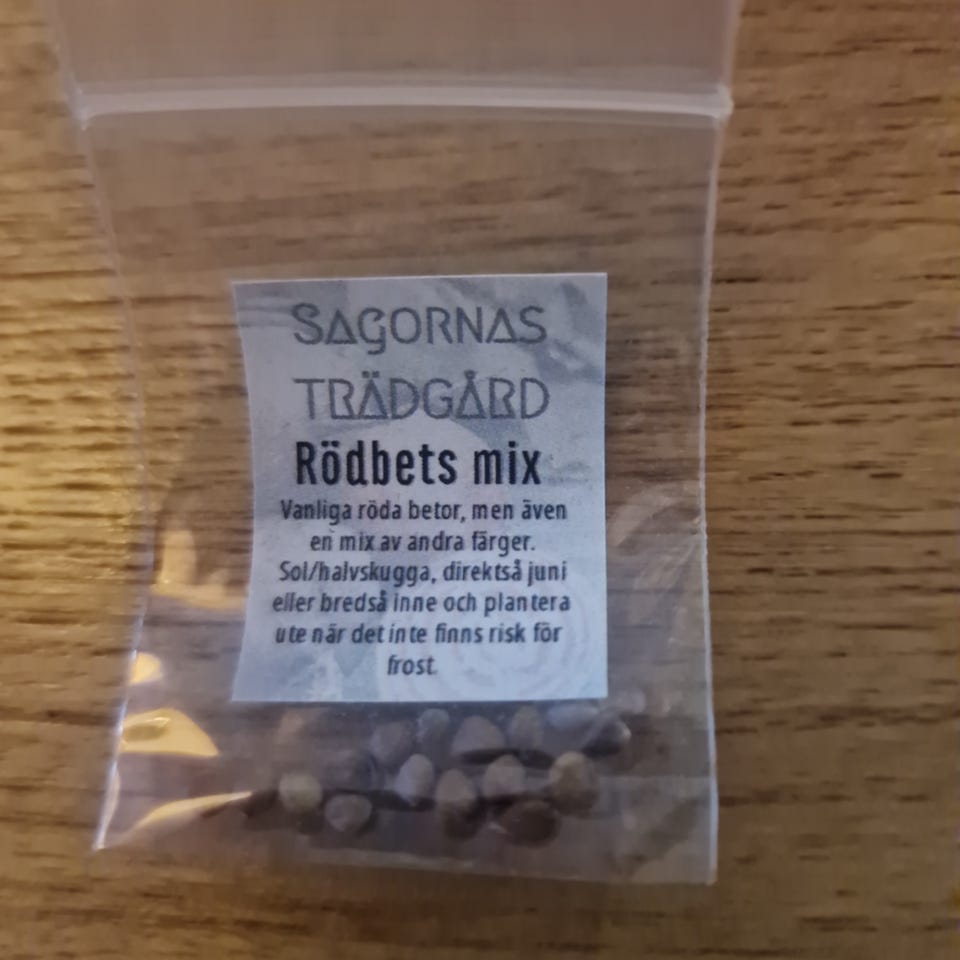 SAGORNAS
TRÄDGÅRD
Rödbets mix
Vanliga röda betor, men även
en mix av andra färger.
Sol/halvskugga, direktså juni
eller bredså inne och plantera
ute när det inte finns risk för
frost.